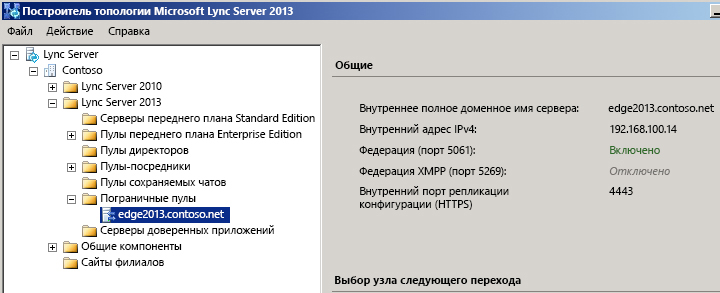 Построитель топологии Microsoft Lync Server 2013
Файл Действие Справка
Lync Server
Contoso
Lync Server 2010
Lync Server 2013
Серверы переднего плана Standard Edition
Пулы переднего плана Enterprise Edition
Пулы директоров
Пулы-посредники
Пулы сохраняемых чатов
Пограничные пулы
edge2013.contoso.net
Серверы доверенных приложений
Общие компоненты
Сайты филиалов
Общие
Внутреннее полное доменное имя сервера: edge2013.contoso.net
Внутренний адрес IPv4: 192.168.100.14
Федерация (порт 5061): Включено
Федерация XMPP (порт 5269): Отключено
Внутренний порт репликации 4443
конфигурации (HTTPS)
Выбор узла следующего перехода